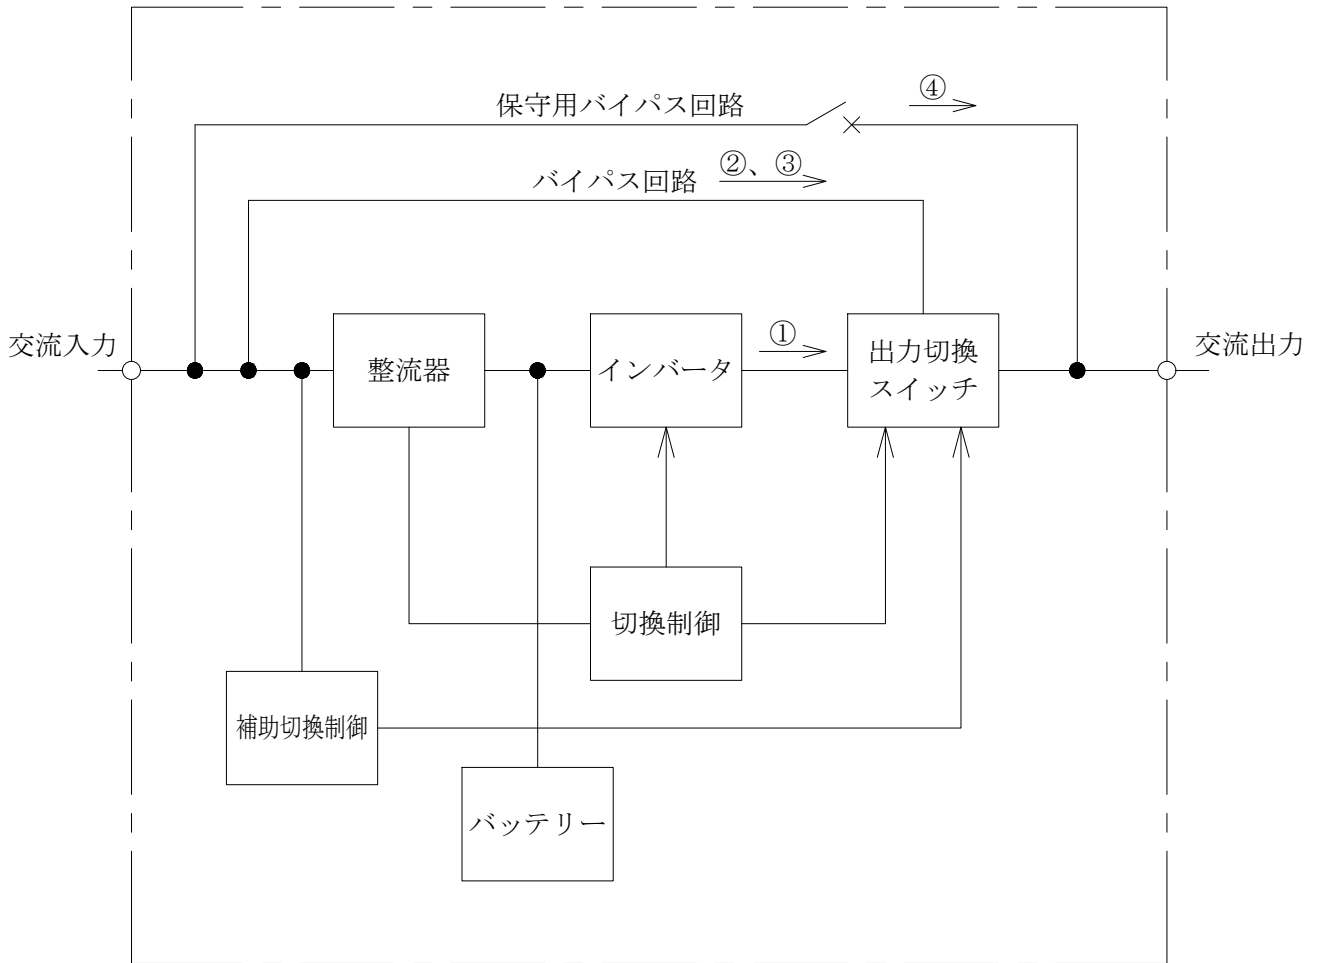 ④
保守用バイパス回路
②、③
バイパス回路
交流入力
整流器
インバータ
①
出力切換
スイッチ
交流出力
切換制御
補助切換制御
バッテリー